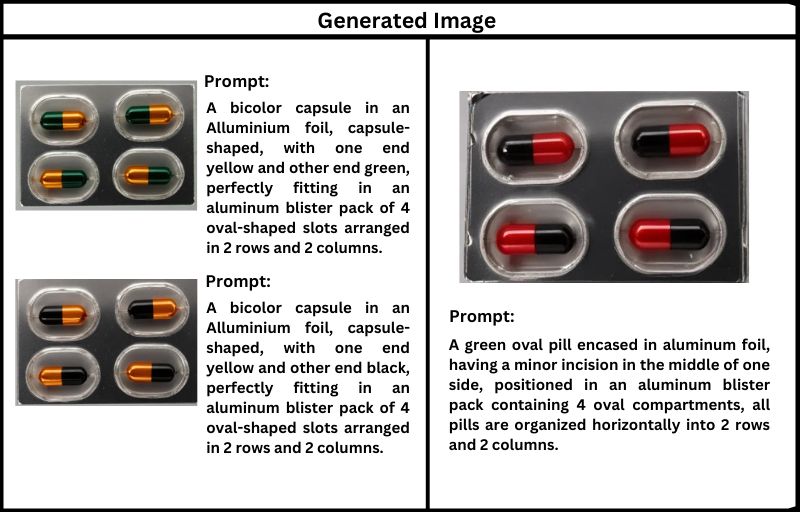 Generated Image
Prompt:
A bicolor capsule in an
Alluminium foil, capsule-
shaped, with one end
yellow and other end green,
perfectly fitting in an
aluminum blister pack of 4
oval-shaped slots arranged
in 2 rows and 2 columns.
Prompt:
A bicolor capsule in an
Alluminium foil, capsule-
shaped, with one end
yellow and other end black,
perfectly fitting in an
aluminum blister pack of 4
oval-shaped slots arranged
in 2 rows and 2 columns.
Prompt:
A green oval pill encased in aluminum foil,
having a minor incision in the middle of one
side, positioned in an aluminum blister
pack containing 4 oval compartments, all
pills are organized horizontally into 2 rows
and 2 columns.